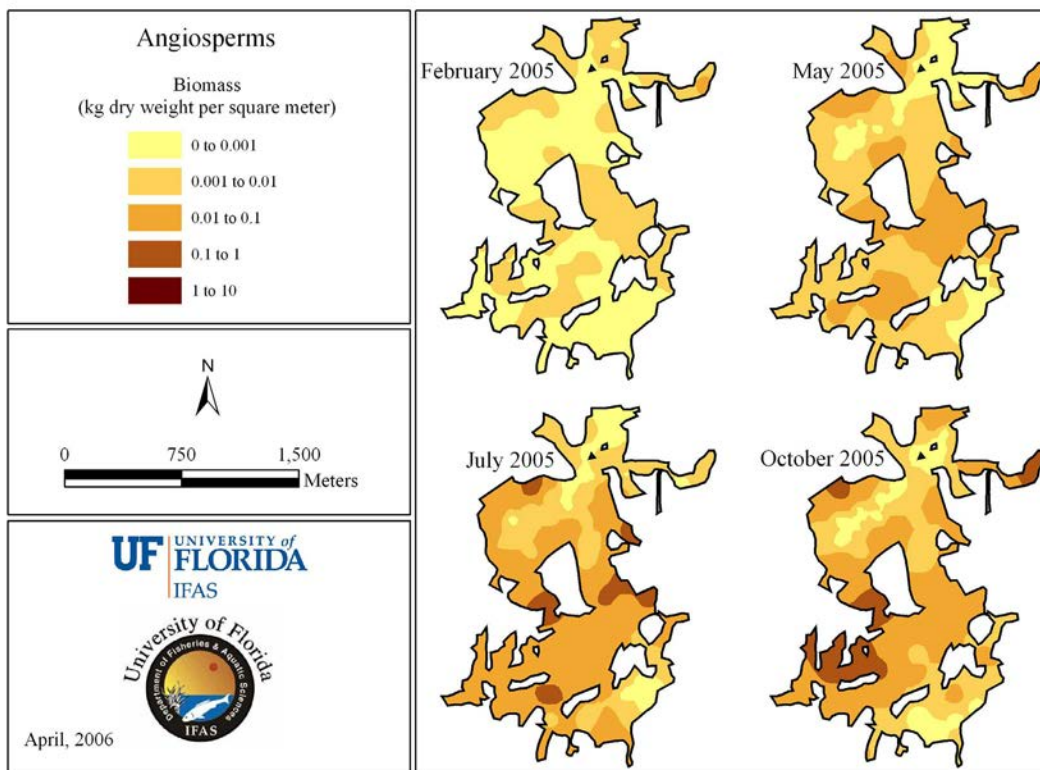 Angiosperms
Biomass
(kg dry weight per square meter)
0 to 0.001
0.001 to 0.01
0.01 to 0.1
0.1 to 1
1 to 10
N
0 750 1,500
Meters
UF UNIVERSITY of
FLORIDA
IFAS
University of Florida
Department of Fisheries & Aquatic Sciences
IFAS
April, 2006
February 2005
May 2005
July 2005
October 2005